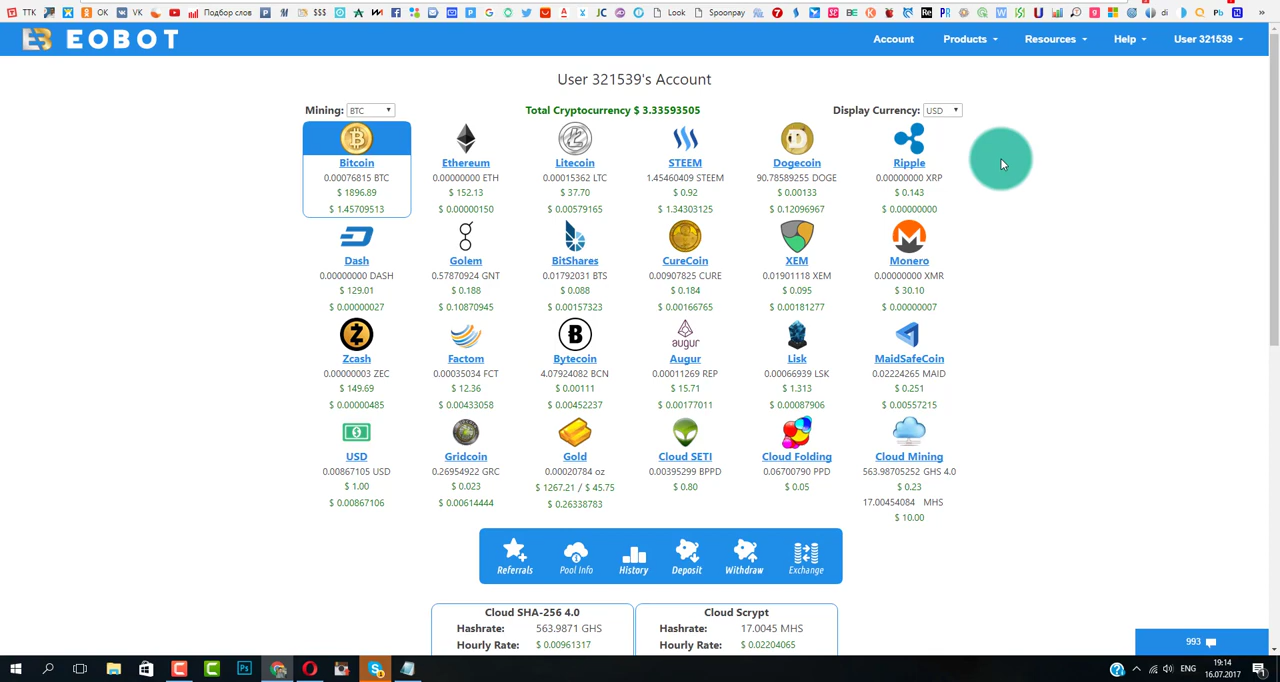 ТТК
OK
VK
Подбор слов
$$$
Look
Spoonpay
di
EOBOT
Account
Products
Resources
Help
User 321539
User 321539's Account
Mining: BTC
Total Cryptocurrency $ 3.33593505
Display Currency: USD
Bitcoin
0.00076815 BTC
$ 1896.89
$ 1.45709513
Ethereum
0.00000000 ETH
$ 152.13
$ 0.00000150
Litecoin
0.00015362 LTC
$ 37.70
$ 0.00579165
STEEM
1.45460409 STEEM
$ 0.92
$ 1.34303125
Dogecoin
90.78589255 DOGE
$ 0.00133
$ 0.12096967
Ripple
0.00000000 XRP
$ 0.143
$ 0.00000000
Dash
0.00000000 DASH
$ 129.01
$ 0.00000027
Golem
0.57870924 GNT
$ 0.188
$ 0.10870945
BitShares
0.01792031 BTS
$ 0.088
$ 0.00157323
CureCoin
0.00907825 CURE
$ 0.184
$ 0.00166765
XEM
0.01901118 XEM
$ 0.095
$ 0.00181277
Monero
0.00000000 XMR
$ 30.10
$ 0.00000007
Zcash
0.00000003 ZEC
$ 149.69
$ 0.00000485
Factom
0.00035034 FCT
$ 12.36
$ 0.00433058
Bytecoin
4.07924082 BCN
$ 0.00111
$ 0.00452237
augur
Augur
0.00011269 REP
$ 15.71
$ 0.00177011
Lisk
0.00066939 LSK
$ 1.313
$ 0.00087906
MaidSafeCoin
0.02224265 MAID
$ 0.251
$ 0.00557215
USD
0.00867105 USD
$ 1.00
$ 0.00867106
Gridcoin
0.26954922 GRC
$ 0.023
$ 0.00614444
Gold
0.00020784 oz
$ 1267.21 / $ 45.75
$ 0.26338783
Cloud SETI
0.00395299 BPPD
$ 0.80
Cloud Folding
0.06700790 PPD
$ 0.05
Cloud Mining
563.98705252 GHS 4.0
$ 0.23
17.00454084 MHS
$ 10.00
Referrals
Pool Info
History
Deposit
Withdraw
Exchange
Cloud SHA-256 4.0
Hashrate: 563.9871 GHS
Hourly Rate: $ 0.00961317
Cloud Scrypt
Hashrate: 17.0045 MHS
Hourly Rate: $ 0.02204065
993
ENG
19:14
16.07.2017